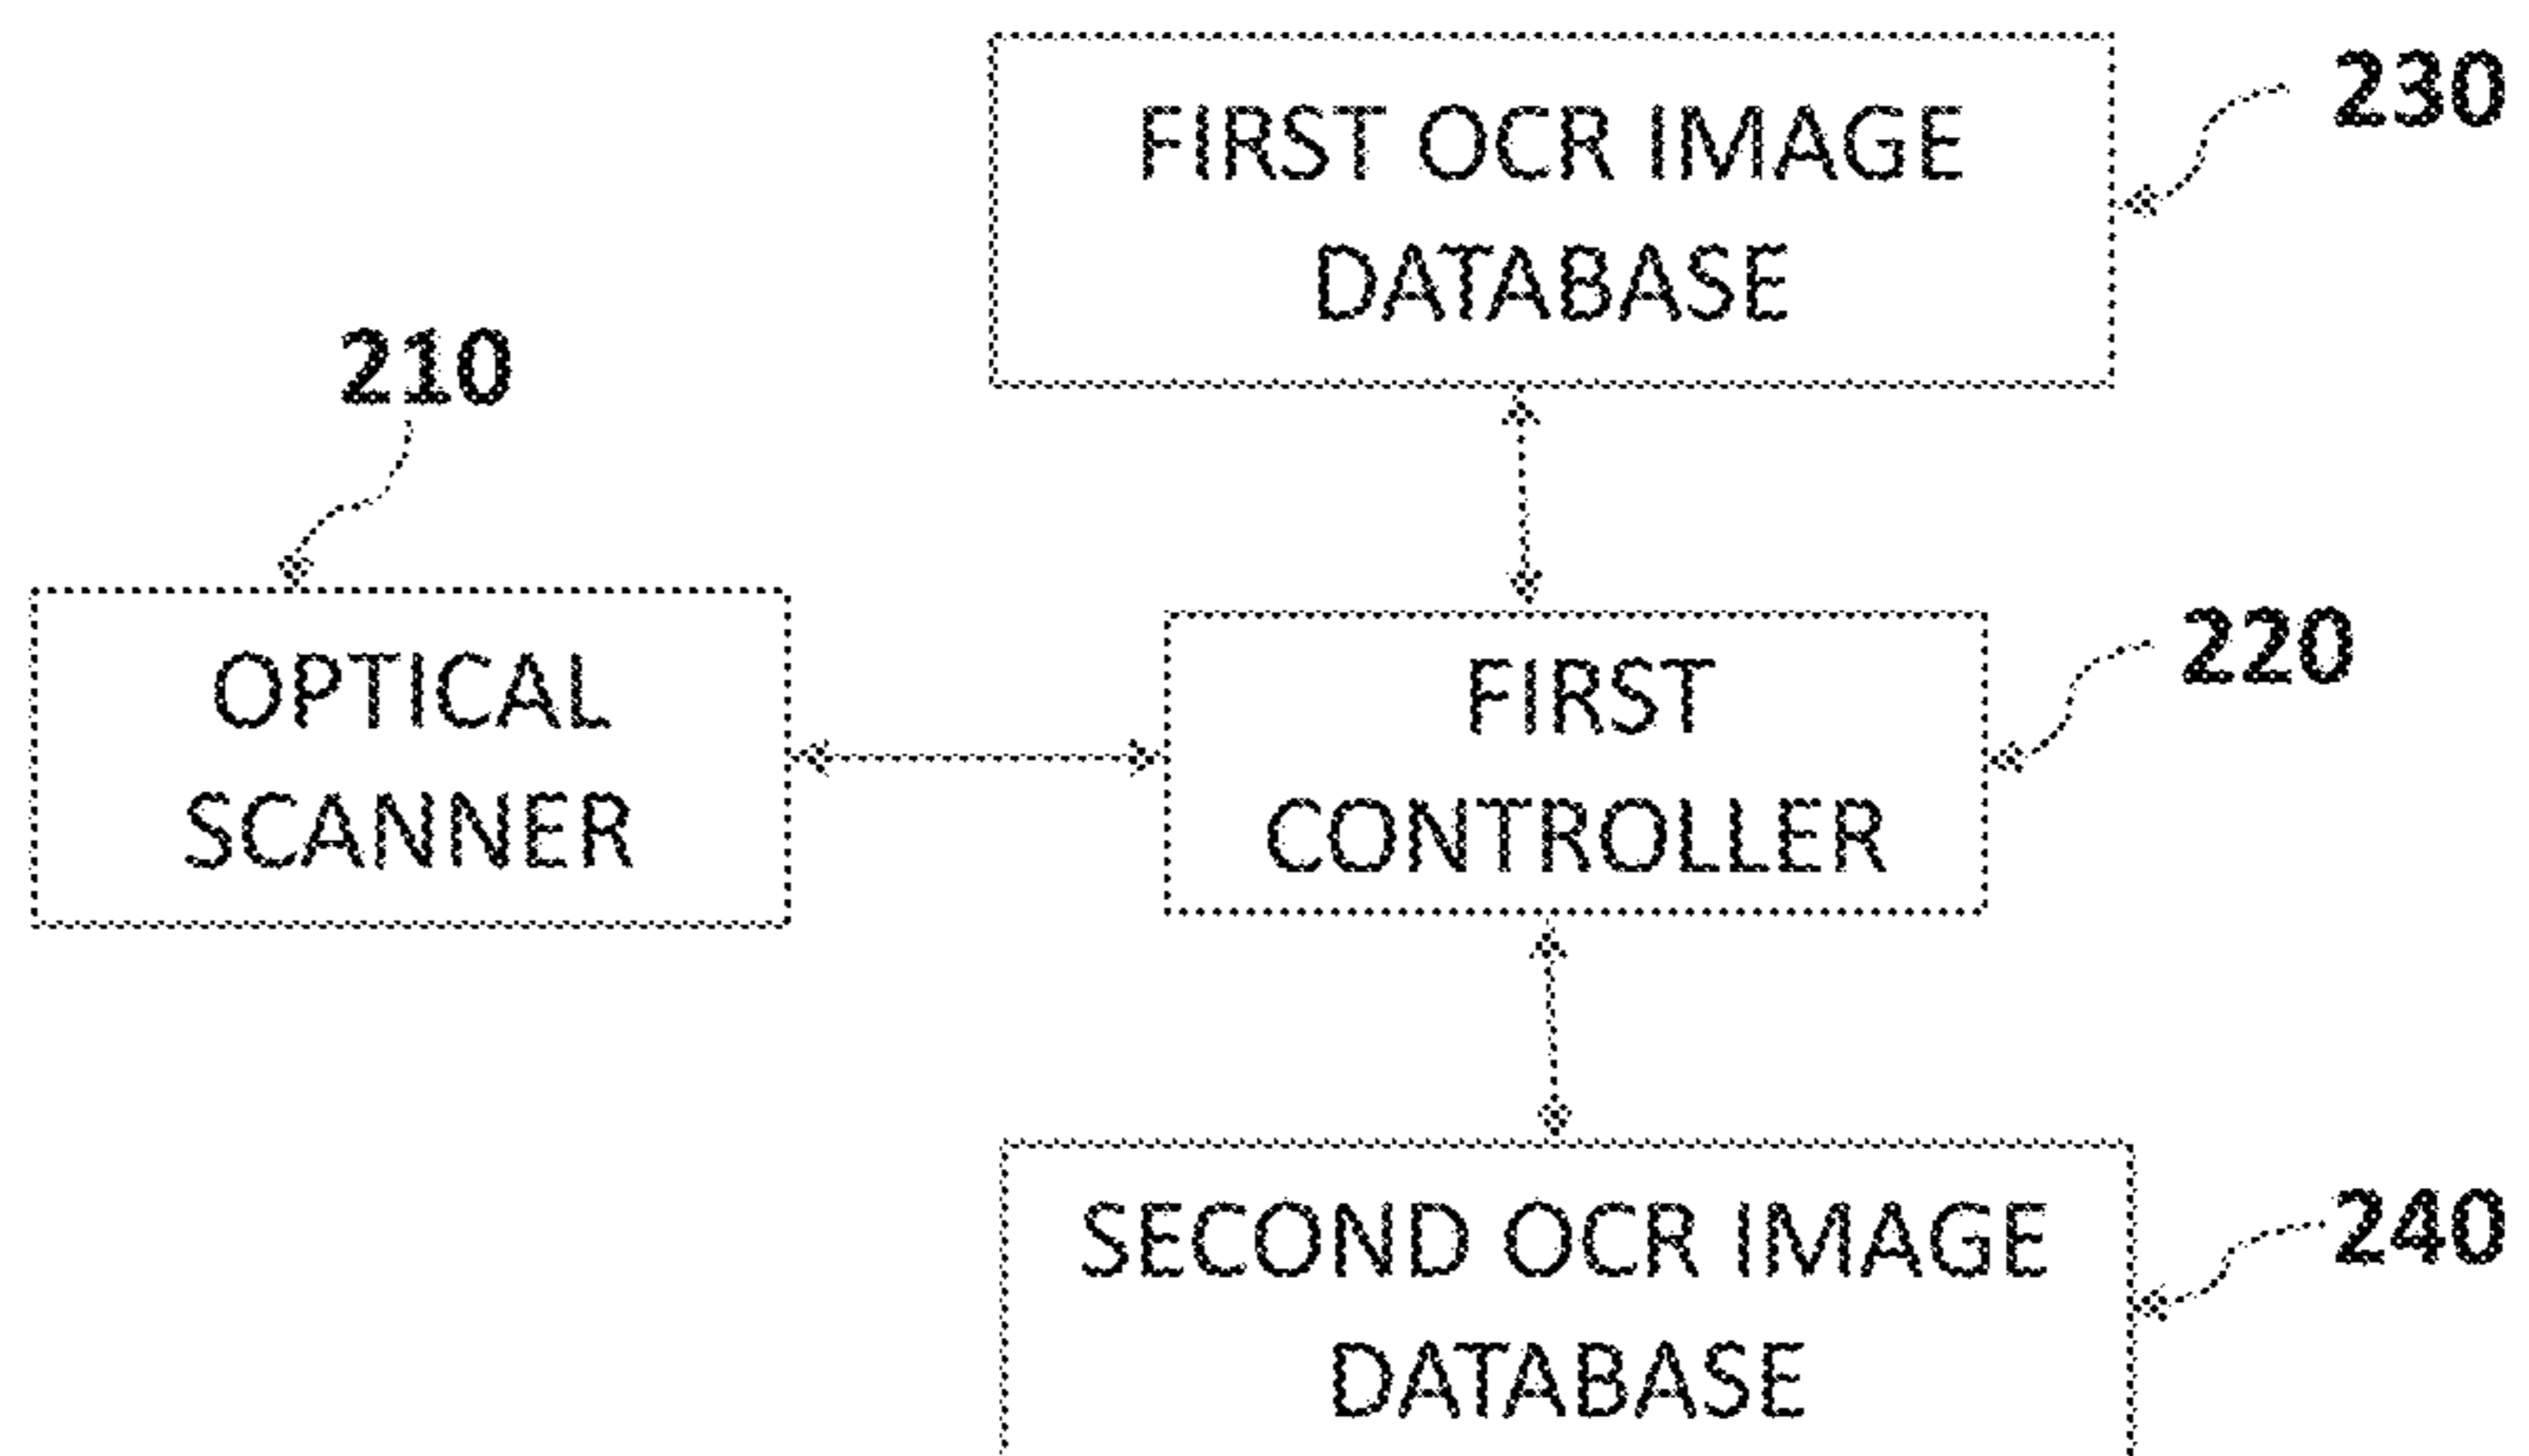 FIRST OCR IMAGE
DATABASE
230
210
OPTICAL
SCANNER
FIRST
CONTROLLER
220
SECOND OCR IMAGE
DATABASE
240